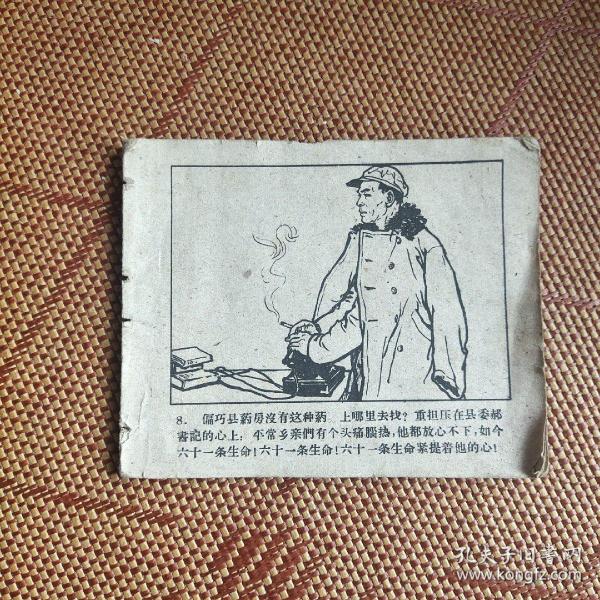 8. 偏巧县药房沒有这种药 上哪里去找？重担压在县委郝
書記的心上；平常乡亲們有个头痛腦热，他都放心不下，如今
六十一条生命！六十一条生命！六十一条生命紧提着他的心！
孔夫子旧書网
www.kongfz.com